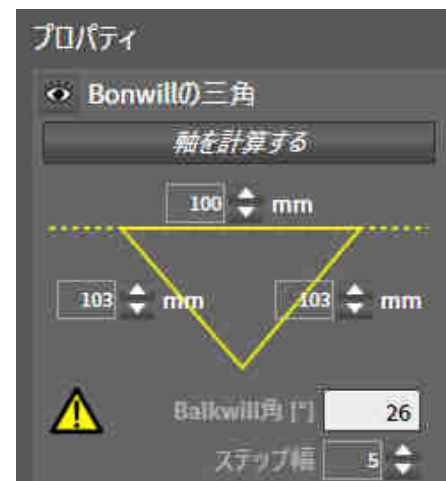 プロパティ
Bonwillの三角
軸を計算する
100 mm
103 mm 103 mm
Balkwill角 [°] 26
ステップ幅 5